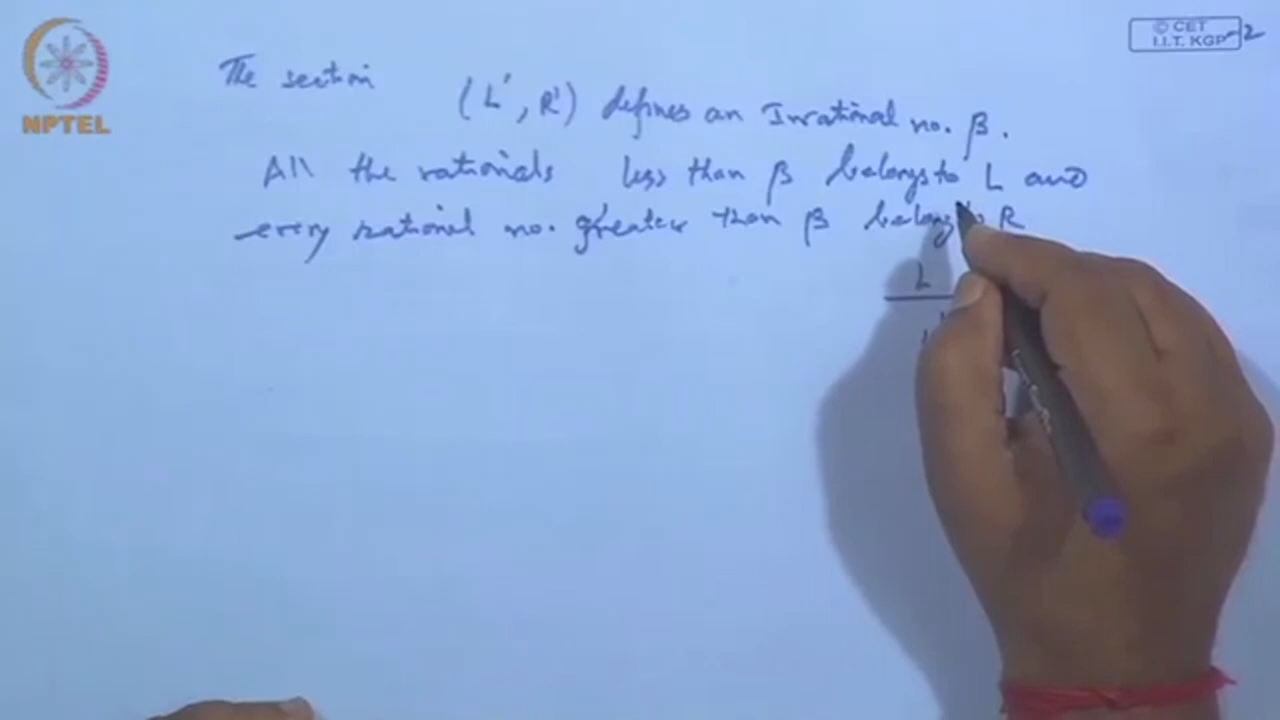 © CET
I.I.T. KGP
-2
NPTEL
The section (L', R') defines an Irrational no. β.
All the rationals less than β belongs to L and
every rational no. greater than β belongs R
L